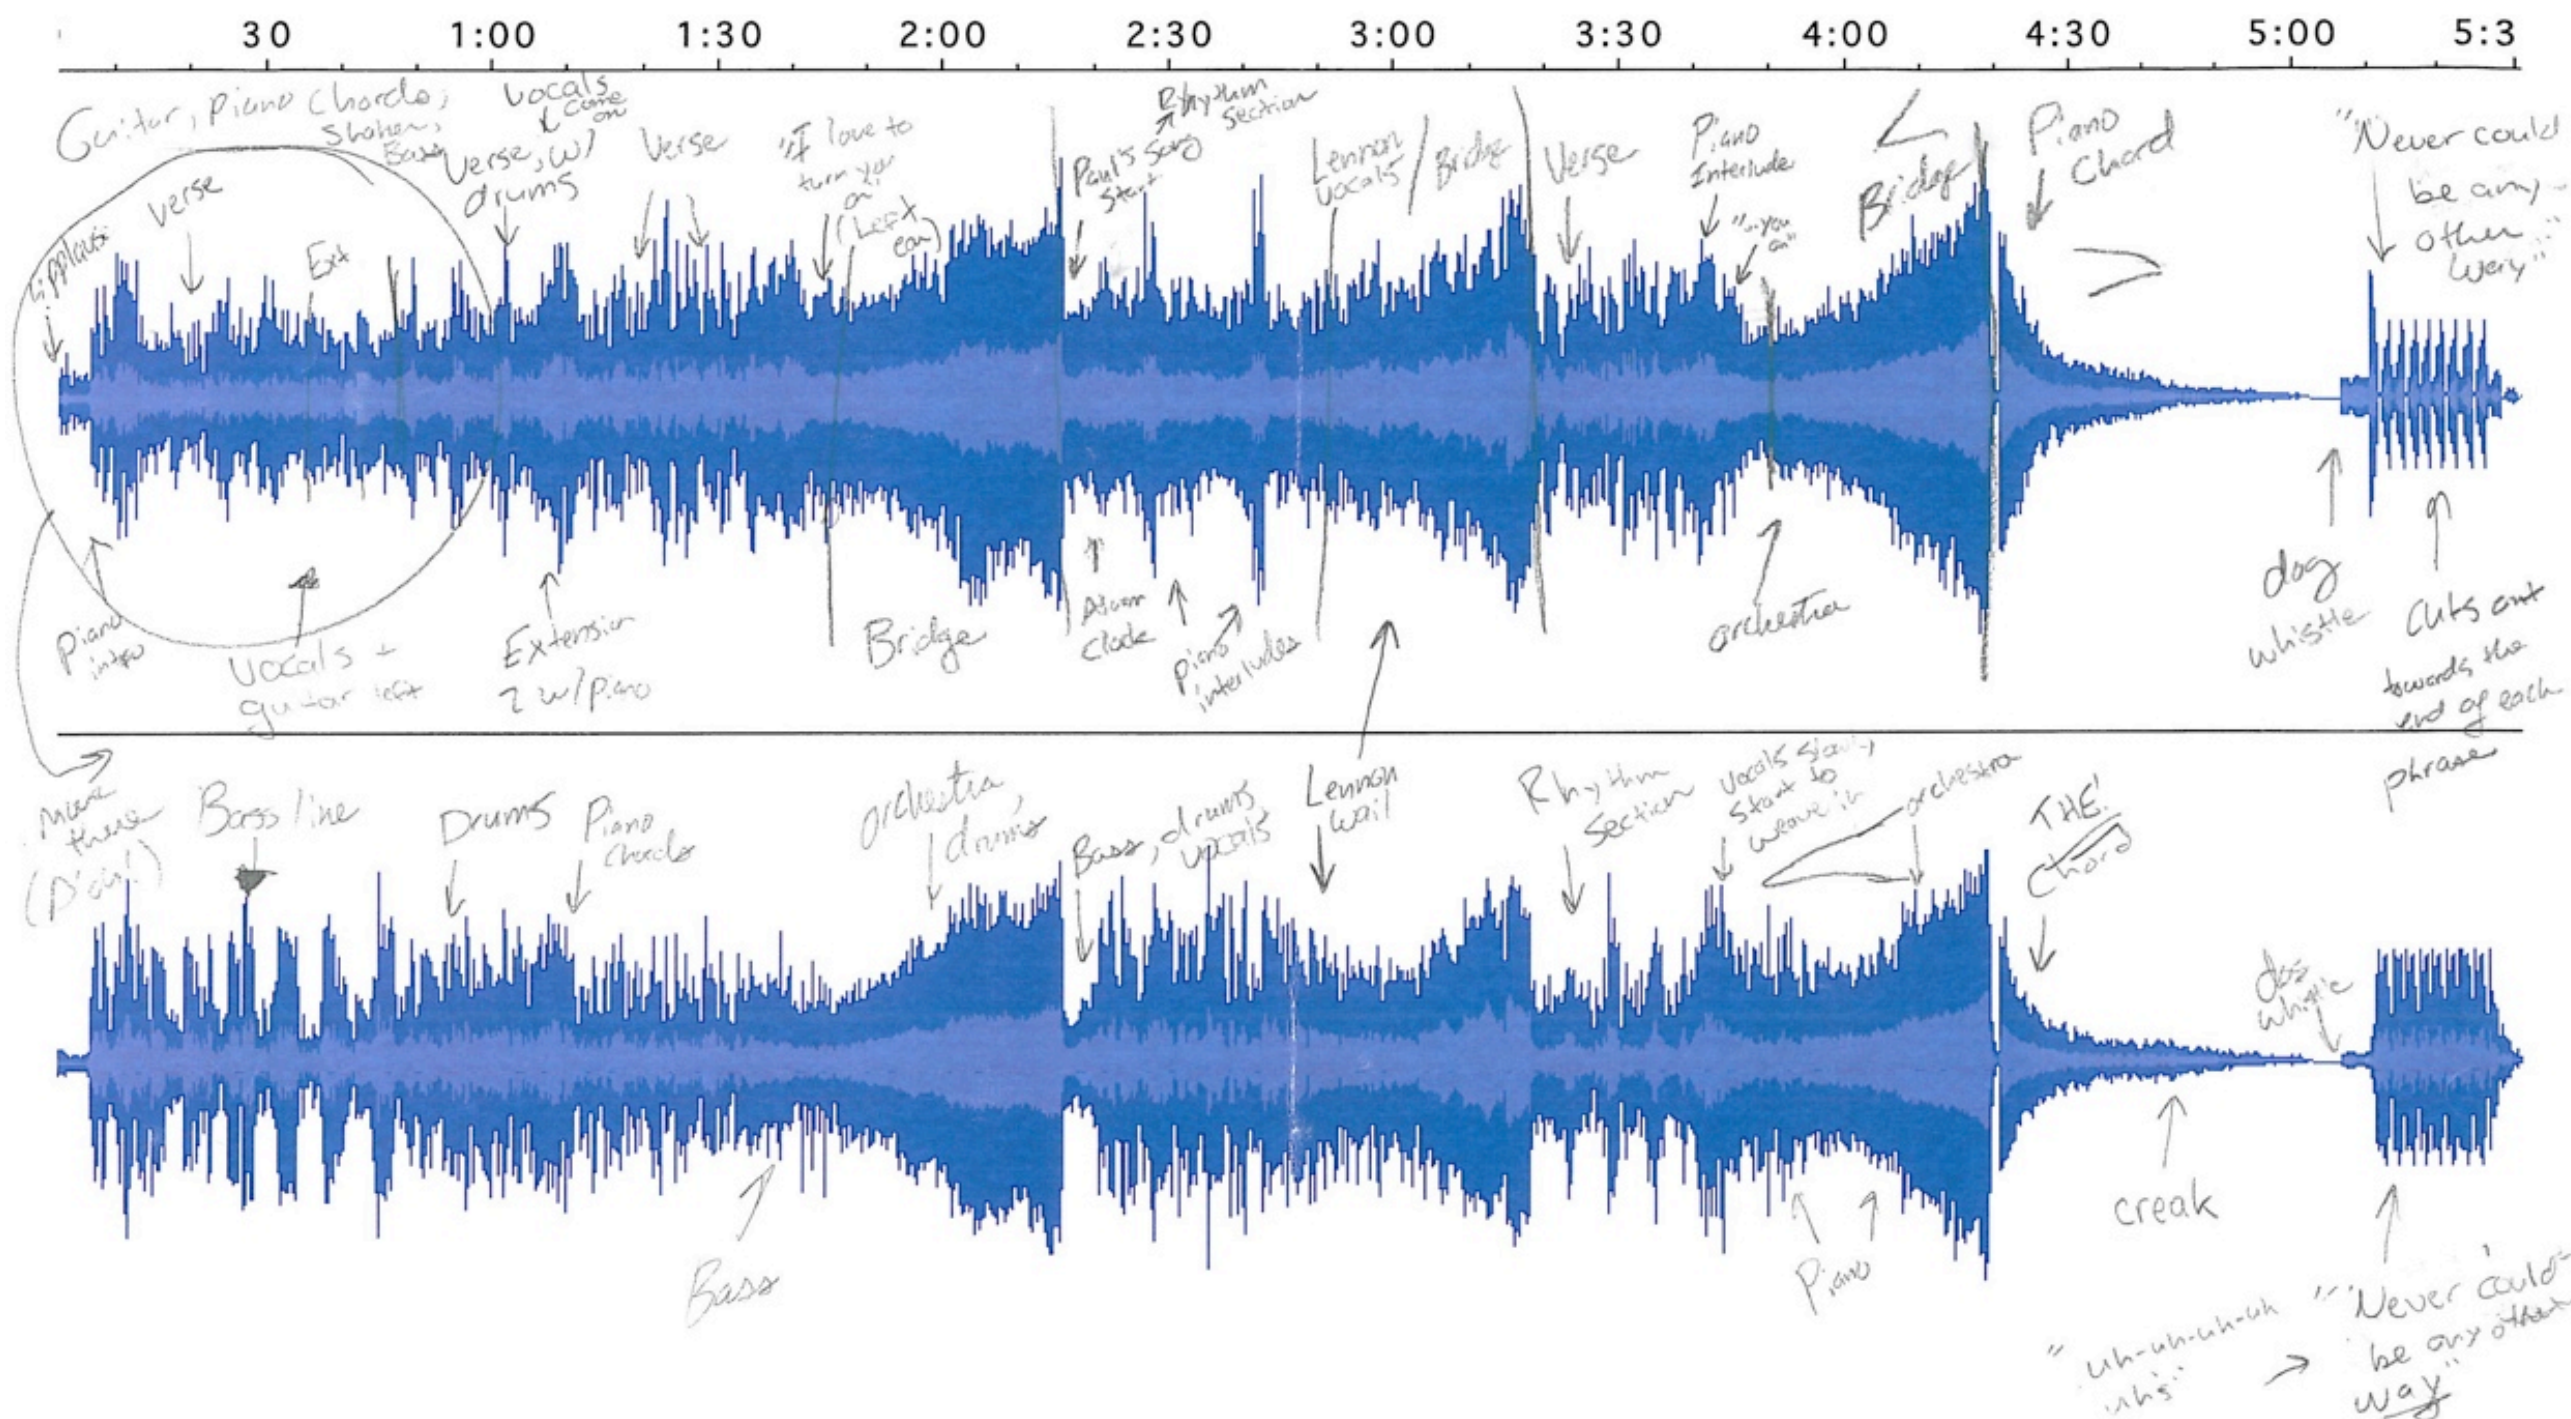 30 1:00 1:30 2:00 2:30 3:00 3:30 4:00 4:30 5:00 5:3
Guitar, piano chords,
Shaker,
Bass
applause
verse
Ext
vocals
come
on
Verse, w/
drums
Verse
"I love to
turn you
on"
(Left
ear)
Rhythm
Section
Paul's song
start
Lennon
vocals
Bridge
Verse
Piano
Interlude
"...you
on"
Bridge
Piano
Chord
"Never could
be any
other
way"
piano
intro
vocals +
guitar left
Extension
2 w/ piano
Bridge
Alarm
clock
piano
interludes
orchestra
dog
whistle
cuts out
towards the
end of each
phrase
more
there
(D'oh!)
Bass line
Drums
Piano
chords
orchestra,
drums
Bass, drums,
vocals
Lennon
wail
Rhythm
Section
vocals slowly
start to
weave in
orchestra
THE!
Chord
dog
whistle
Bass
Piano
creak
"uh-uh-uh-uh
uhs"
"Never could
be any other
way"